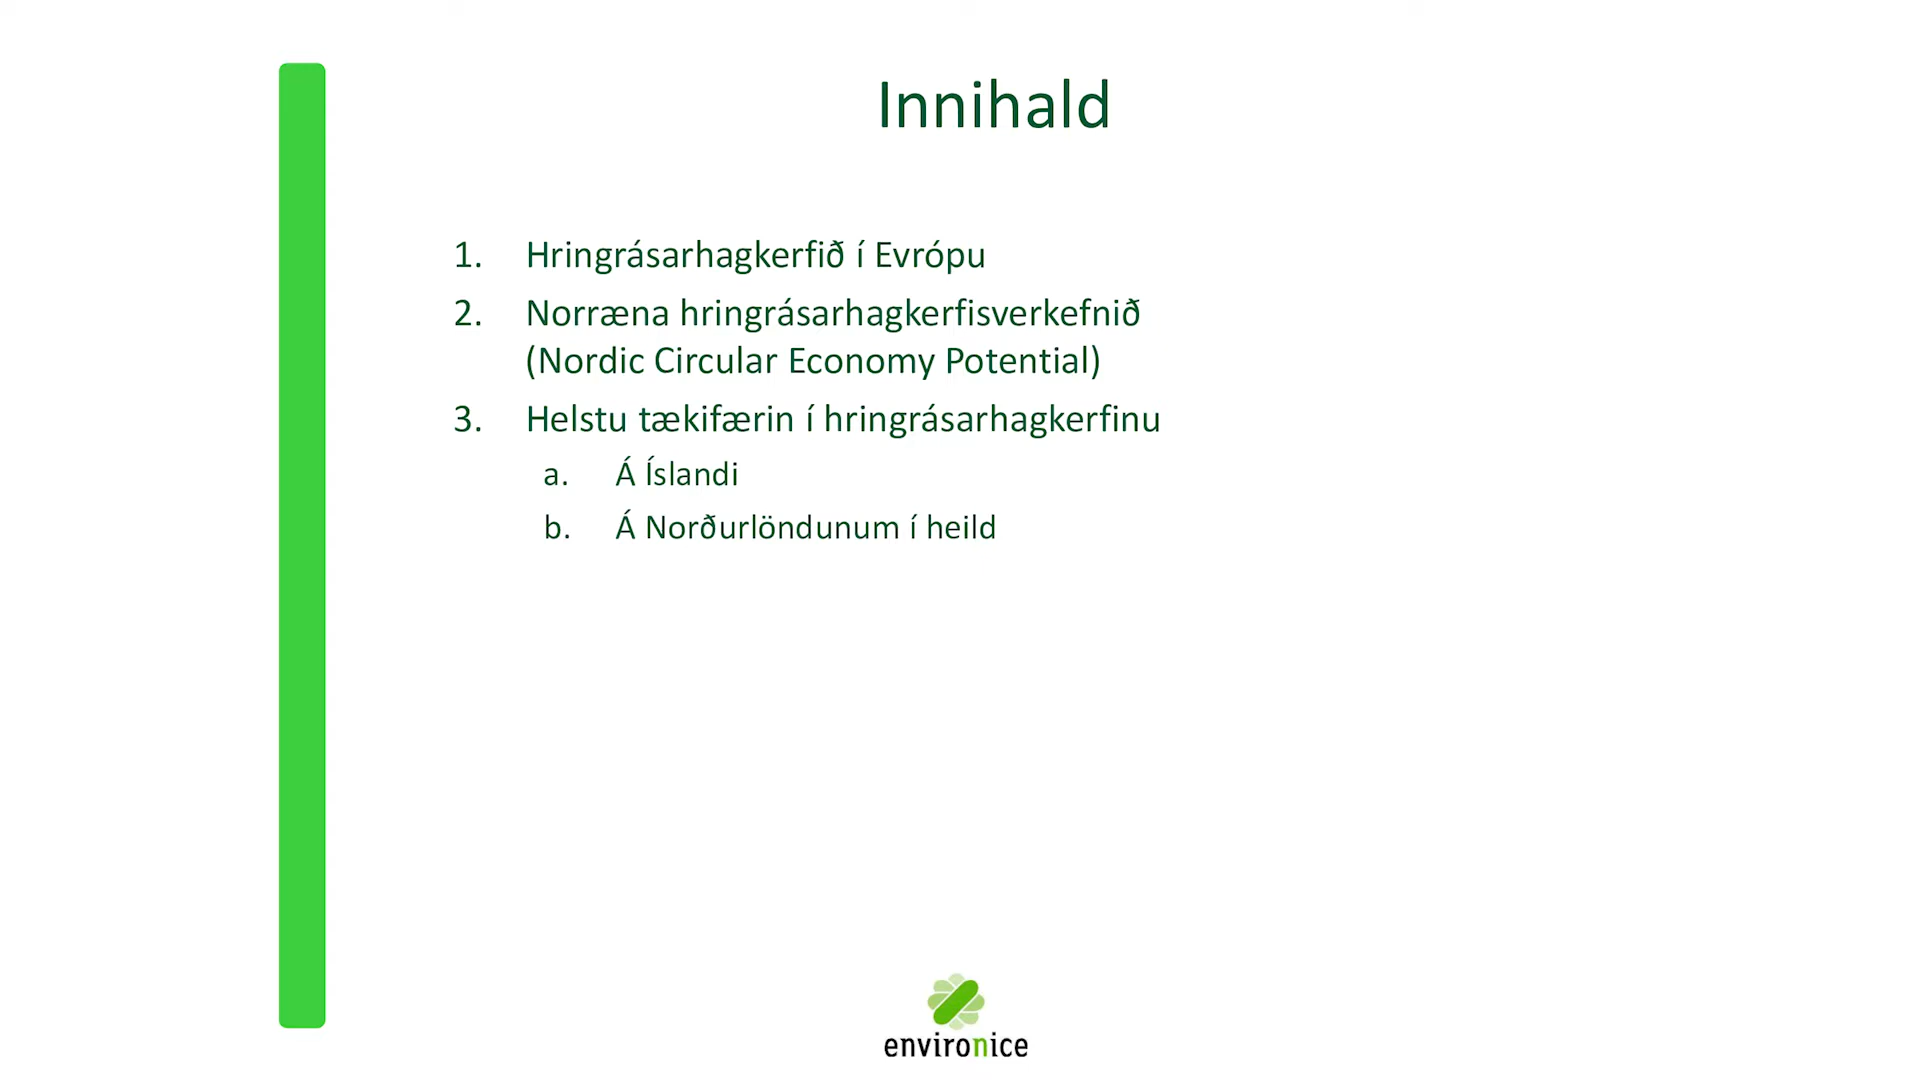 Innihald
1. Hringrásarhagkerfið í Evrópu
2. Norræna hringrásarhagkerfisverkefnið
(Nordic Circular Economy Potential)
3. Helstu tækifærin í hringrásarhagkerfinu
a. Á Íslandi
b. Á Norðurlöndunum í heild
environice